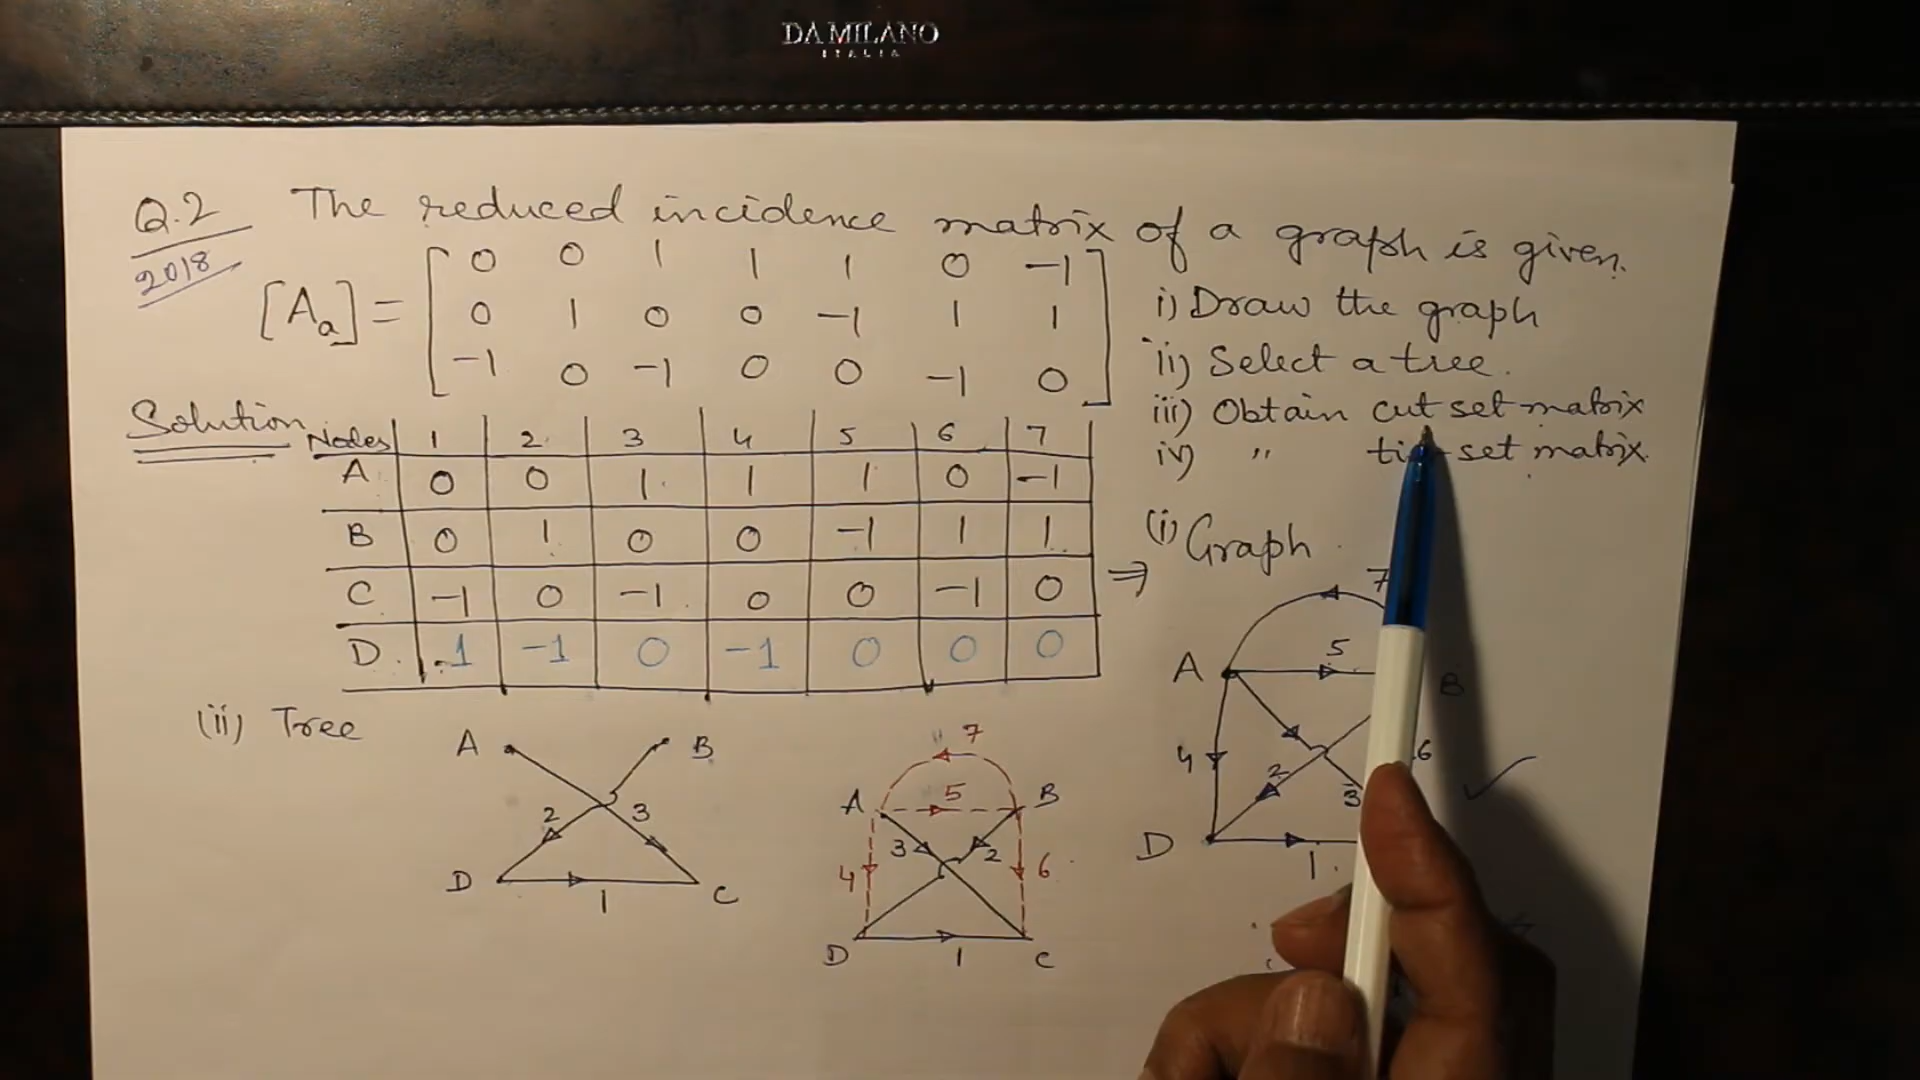 DA MILANO
ITALIA
Q.2 The reduced incidence matrix of a graph is given.
2018
[Aa] =
0 0 1 1 1 0 -1
0 1 0 0 -1 1 1
-1 0 -1 0 0 -1 0
i) Draw the graph
ii) Select a tree.
iii) Obtain cut set matrix
iv) " set matrix.
Solution
Nodes 1 2 3 4 5 6 7
A 0 0 1 1 1 0 -1
B 0 1 0 0 -1 1 1
C -1 0 -1 0 0 -1 0
D 1 -1 0 -1 0 0 0
⇒ (i) Graph
7
A 5 B
4 2 3 6 ✓
D 1
(ii) Tree
A B
2 3
D 1 C
7
A 5 B
3 2
4 6
D 1 C